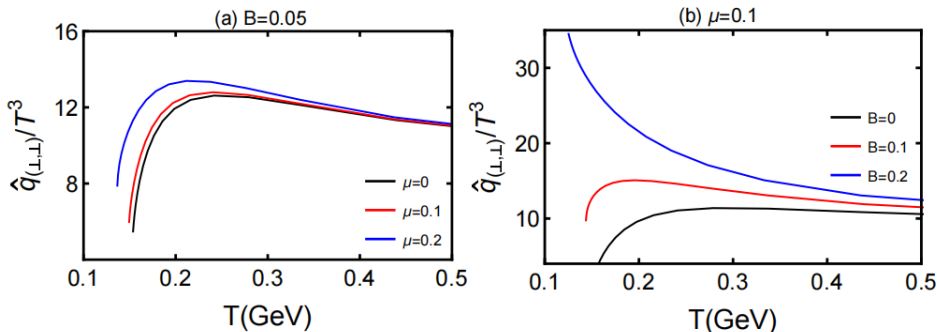 (a) B=0.05
16
12
8
q̂(⊥,⊥)/T³
μ=0
μ=0.1
μ=0.2
0.1 0.2 0.3 0.4 0.5
T(GeV)
(b) μ=0.1
30
20
10
q̂(⊥,⊥)/T³
B=0
B=0.1
B=0.2
0.1 0.2 0.3 0.4 0.5
T(GeV)